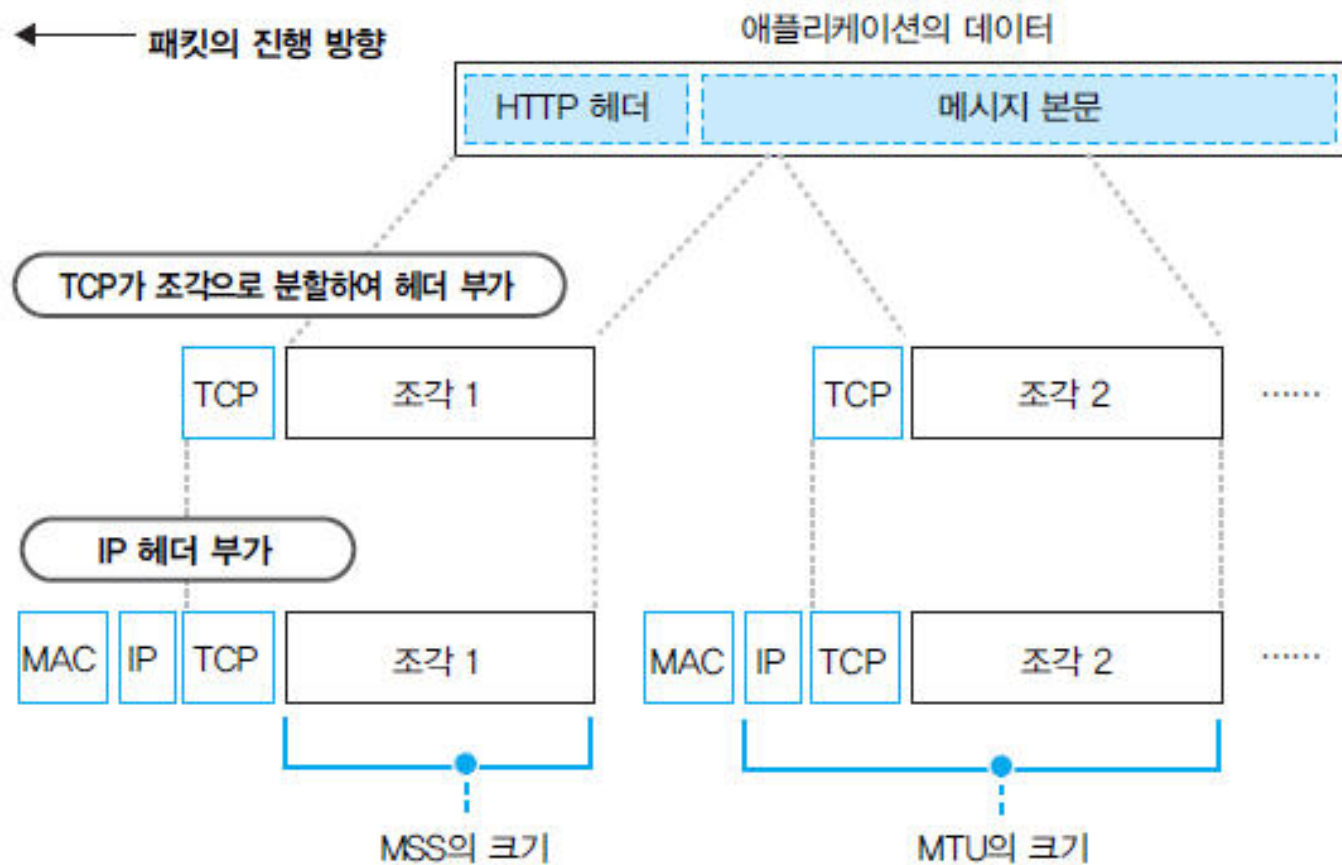 패킷의 진행 방향
애플리케이션의 데이터
HTTP 헤더 메시지 본문
TCP가 조각으로 분할하여 헤더 부가
TCP 조각 1 TCP 조각 2 ······
IP 헤더 부가
MAC IP TCP 조각 1 MAC IP TCP 조각 2 ······
MSS의 크기 MTU의 크기